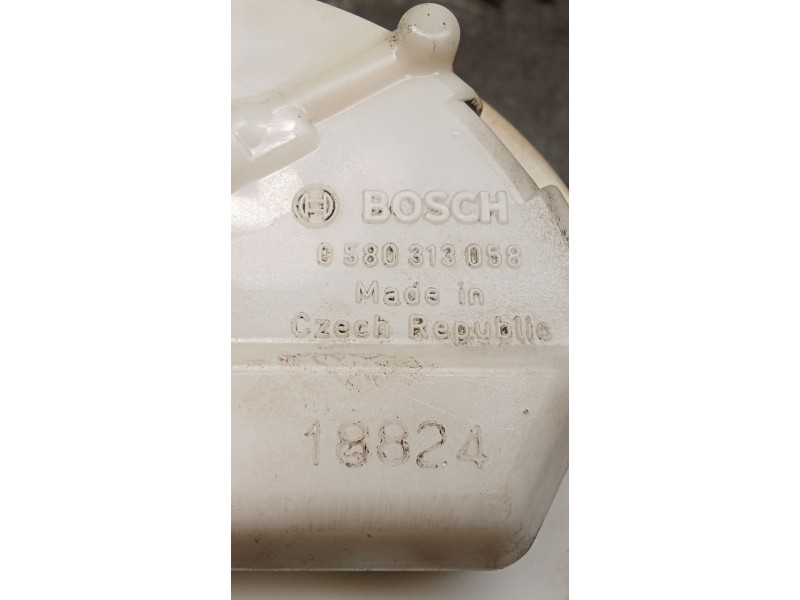 BOSCH
0 580 313 058
Made in
Czech Republic
18824